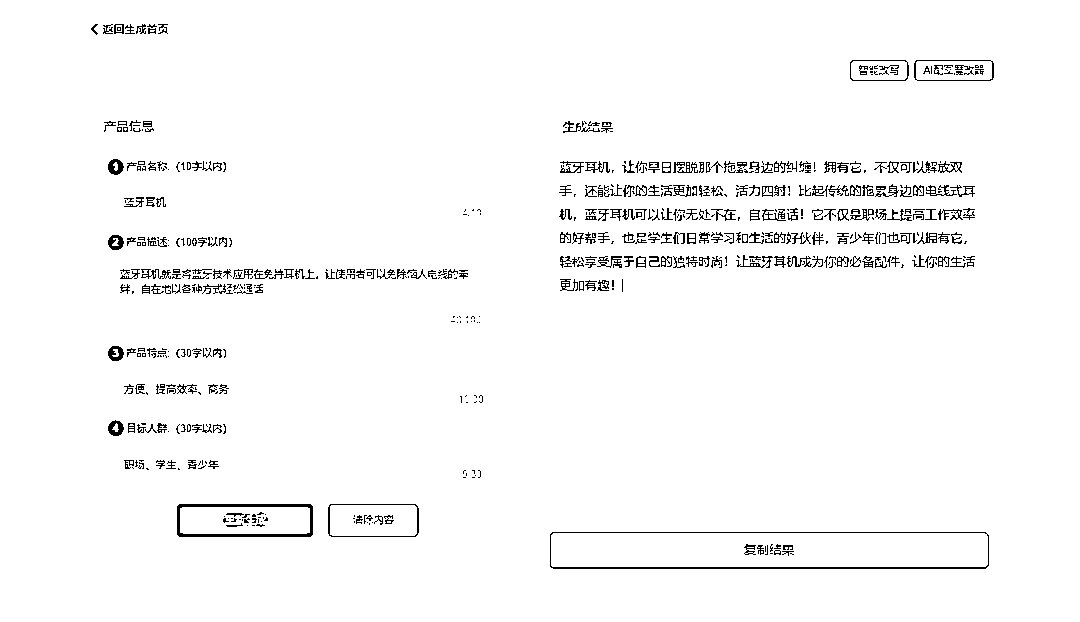 返回生成首页
智能改写
AI配音魔改器
产品信息
1 产品名称:(10字以内)
蓝牙耳机
4/10
2 产品描述:(100字以内)
蓝牙耳机就是将蓝牙技术应用在免持耳机上,让使用者可以免除恼人电线的牵
绊,自在地以各种方式轻松通话
3 产品特点:(30字以内)
方便、提高效率、商务
4 目标人群:(30字以内)
职场、学生、青少年
9/30
重新生成
清除内容
生成结果
蓝牙耳机,让你早日摆脱那个拖累身边的纠缠!拥有它,不仅可以解放双
手,还能让你的生活更加轻松、活力四射!比起传统的拖累身边的电线式耳
机,蓝牙耳机可以让你无处不在,自在通话!它不仅是职场上提高工作效率
的好帮手,也是学生们日常学习和生活的好伙伴,青少年们也可以拥有它,
轻松享受属于自己的独特时尚!让蓝牙耳机成为你的必备配件,让你的生活
更加有趣!
复制结果